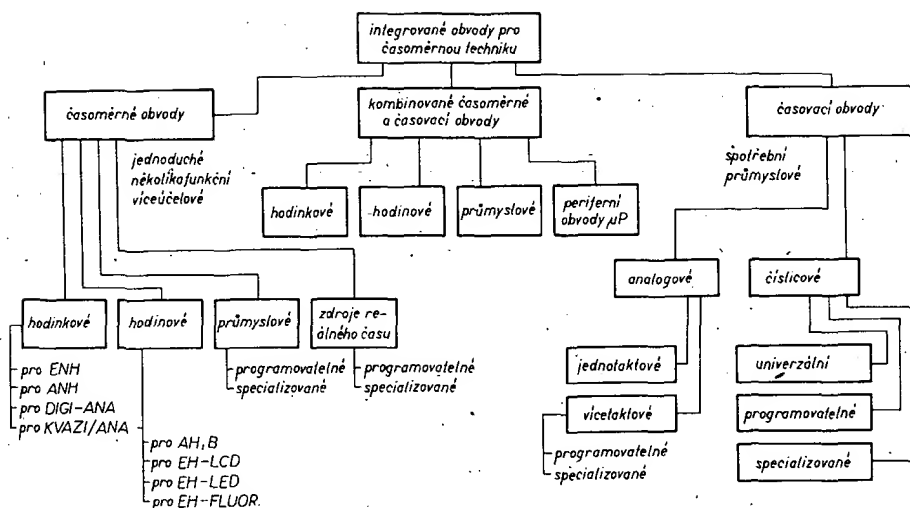 integrované obvody pro
časoměrnou techniku
časoměrné obvody
kombinované časoměrné
a časovací obvody
časovací obvody
jednoduché
několikafunkční
víceúčelové
spotřební
průmyslové
hodinkové
hodinové
průmyslové
periferní
obvody µP
analogové
číslicové
hodinkové
hodinové
průmyslové
zdroje re-
álného času
pro ENH
pro ANH
pro DIGI-ANA
pro KVAZI/ANA
programovatelné
specializované
programovatelné
specializované
pro AH,B
pro EH-LCD
pro EH-LED
pro EH-FLUOR.
jednotaktové
vícetaktové
programovatelné
specializované
univerzální
programovatelné
specializované